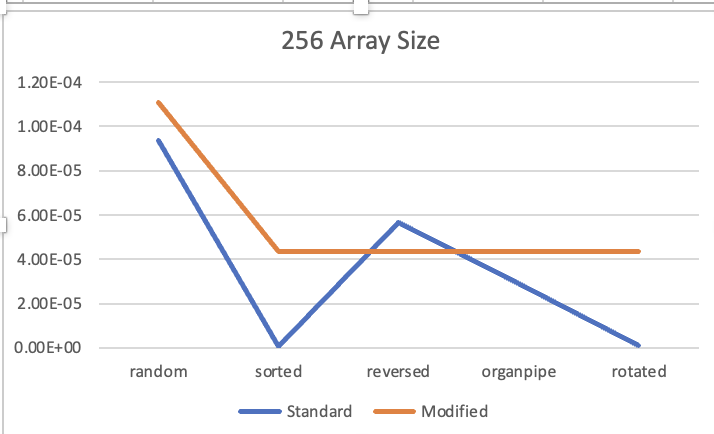 256 Array Size
1.20E-04
1.00E-04
8.00E-05
6.00E-05
4.00E-05
2.00E-05
0.00E+00
random sorted reversed organpipe rotated
Standard Modified